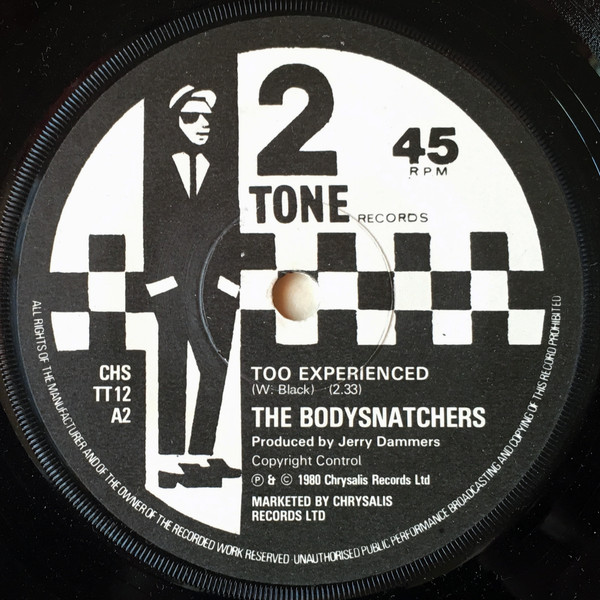 2
TONE RECORDS
45
RPM
CHS
TT12
A2
TOO EXPERIENCED
(W. Black) (2.33)
THE BODYSNATCHERS
Produced by Jerry Dammers
Copyright Control
Ⓟ & © 1980 Chrysalis Records Ltd
MARKETED BY CHRYSALIS
RECORDS LTD
ALL RIGHTS OF THE MANUFACTURER AND OF THE OWNER OF THE RECORDED WORK RESERVED · UNAUTHORISED PUBLIC PERFORMANCE BROADCASTING AND COPYING OF THIS RECORD PROHIBITED